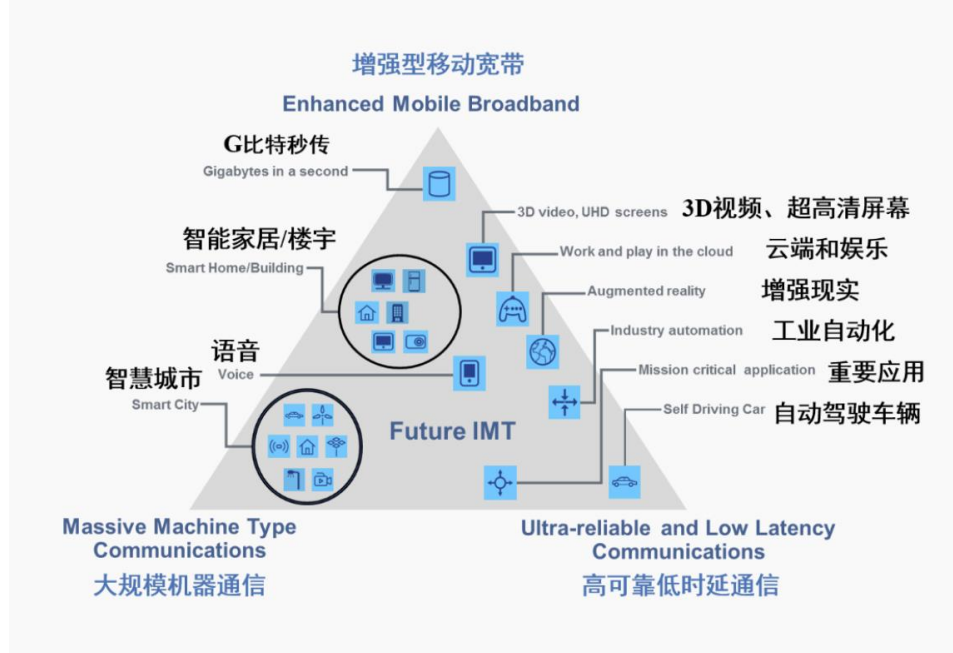 增强型移动宽带
Enhanced Mobile Broadband
G比特秒传
Gigabytes in a second
3D video, UHD screens 3D视频、超高清屏幕
智能家居/楼宇
Smart Home/Building
Work and play in the cloud 云端和娱乐
Augmented reality 增强现实
Industry automation 工业自动化
语音
Voice
Mission critical application 重要应用
智慧城市
Smart City
Self Driving Car 自动驾驶车辆
Future IMT
Massive Machine Type
Communications
大规模机器通信
Ultra-reliable and Low Latency
Communications
高可靠低时延通信